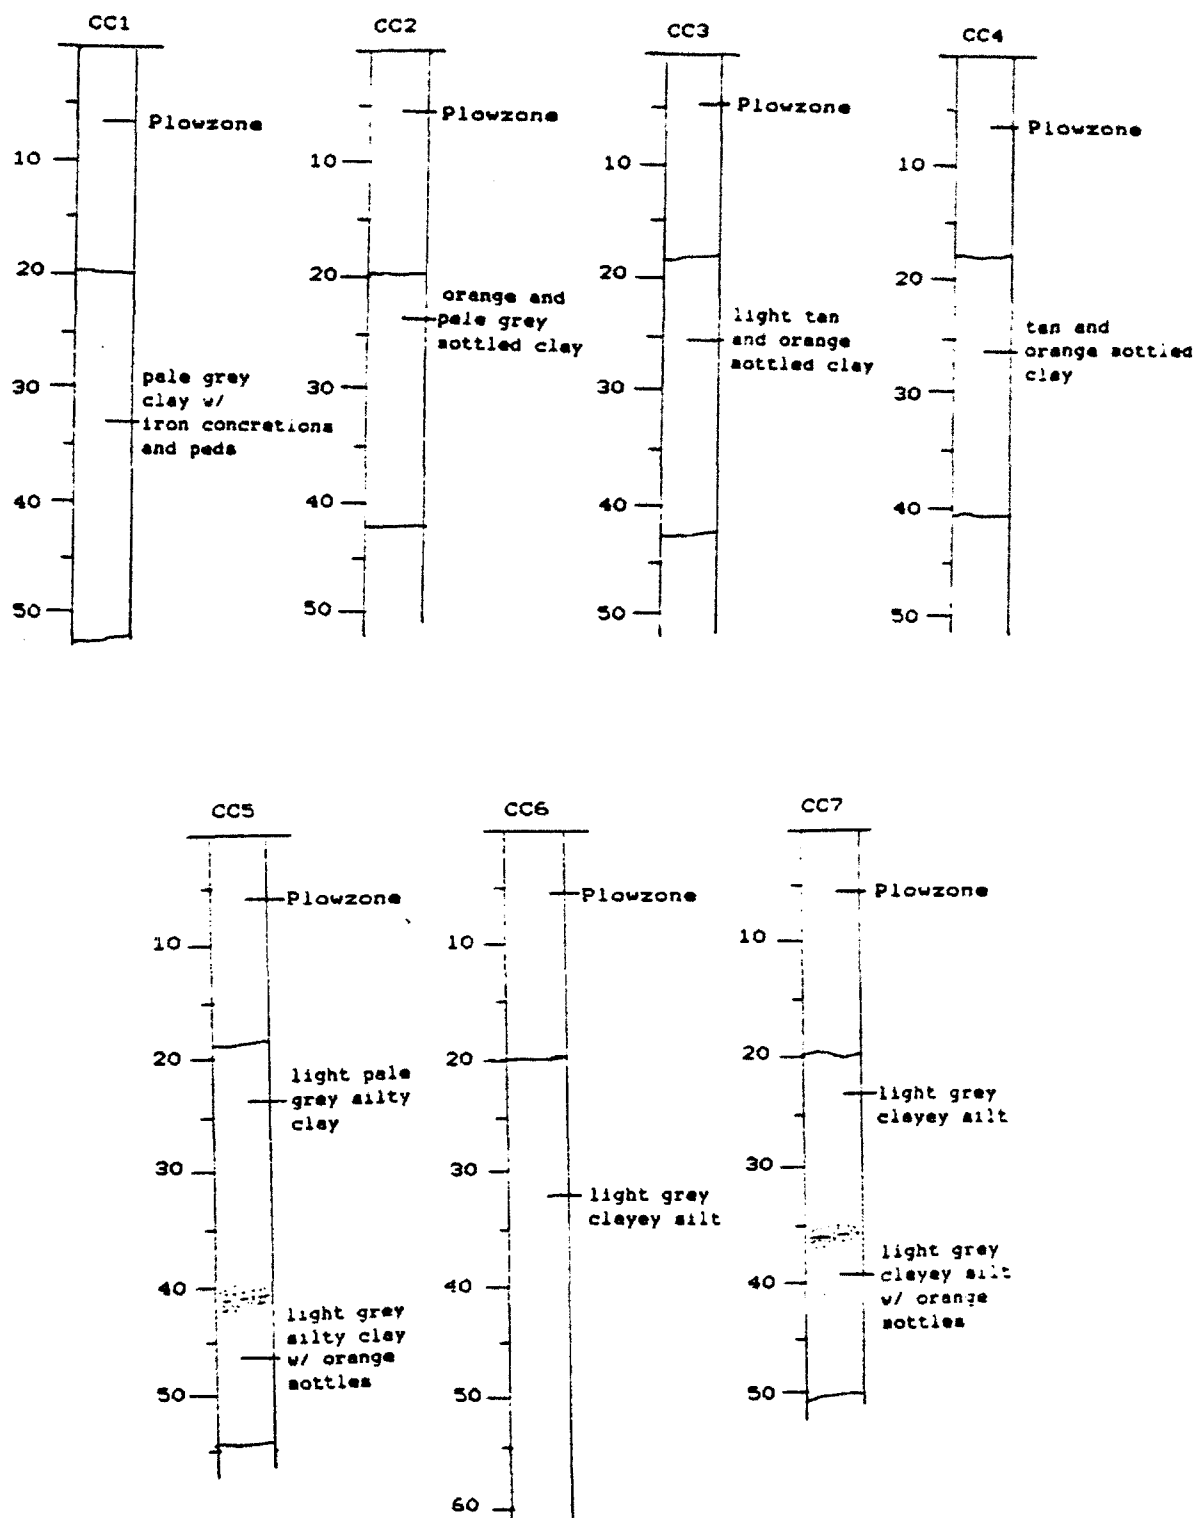 CC1
Plowzone
10
20
30
40
50
pale grey
clay w/
iron concretions
and peds
CC2
Plowzone
10
20
30
40
50
orange and
pale grey
mottled clay
CC3
Plowzone
10
20
30
40
50
light tan
and orange
mottled clay
CC4
Plowzone
10
20
30
40
50
tan and
orange mottled
clay
CC5
Plowzone
10
20
30
40
50
light pale
grey silty
clay
light grey
silty clay
w/ orange
mottles
CC6
Plowzone
10
20
30
40
50
60
light grey
clayey silt
CC7
Plowzone
10
20
30
40
50
light grey
clayey silt
light grey
clayey silt
w/ orange
mottles